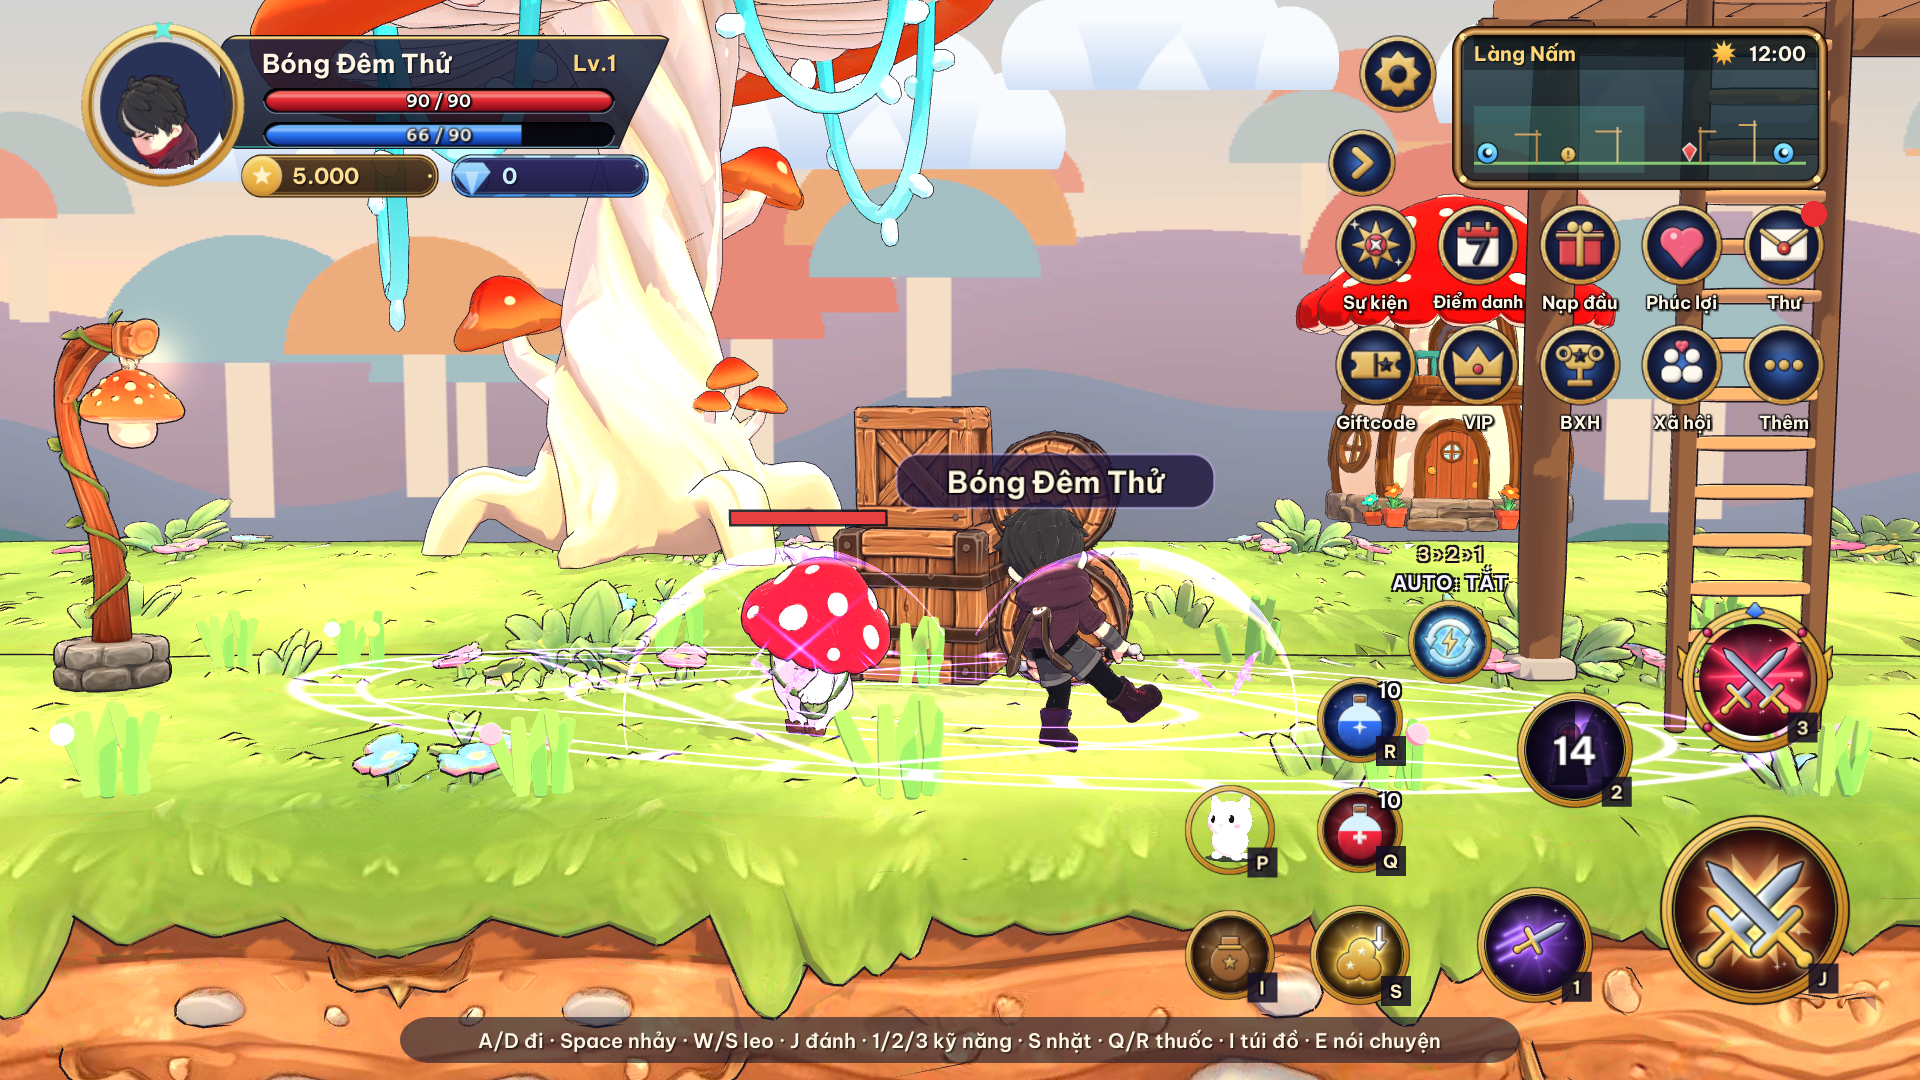 Bóng Đêm Thử
Lv.1
90 / 90
66 / 90
5.000
0
Làng Nấm
12:00
7
Sự kiện
Điểm danh
Nạp đầu
Phúc lợi
Thư
Giftcode
VIP
BXH
Xã hội
Thêm
Bóng Đêm Thử
3»2»1
AUTO: TẮT
10
R
14
2
3
10
Q
P
I
S
1
J
A/D đi · Space nhảy · W/S leo · J đánh · 1/2/3 kỹ năng · S nhặt · Q/R thuốc · I túi đồ · E nói chuyện